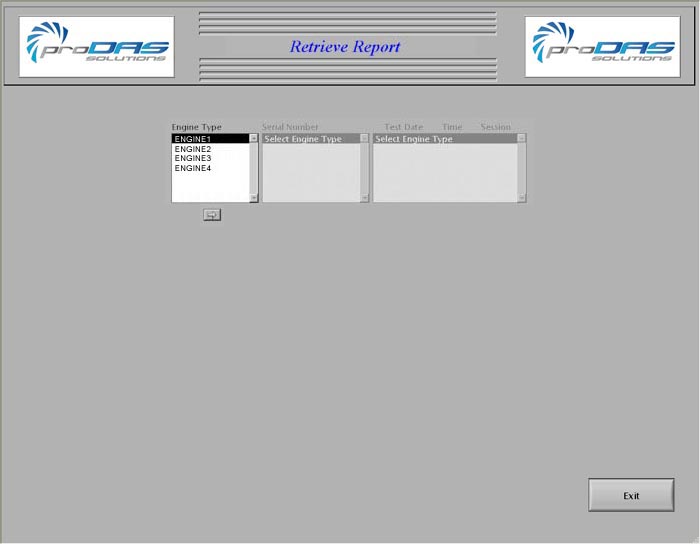 proDAS
SOLUTIONS
Retrieve Report
proDAS
SOLUTIONS
Engine Type
Serial Number
Test Date Time Session
ENGINE1
ENGINE2
ENGINE3
ENGINE4
Select Engine Type
Select Engine Type
Exit